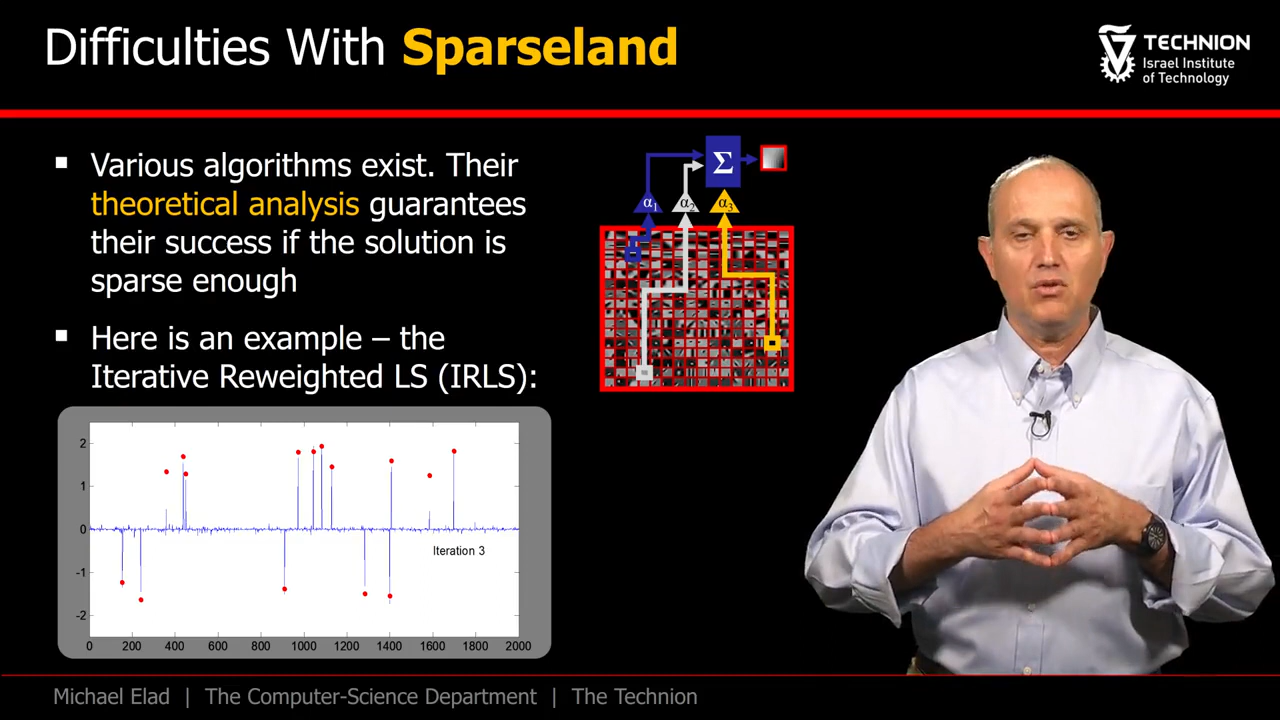 Difficulties With Sparseland
TECHNION
Israel Institute
of Technology
Various algorithms exist. Their
theoretical analysis guarantees
their success if the solution is
sparse enough
Here is an example – the
Iterative Reweighted LS (IRLS):
Σ
α1 α2 α3
2
1
0
-1
-2
Iteration 3
0 200 400 600 800 1000 1200 1400 1600 1800 2000
Michael Elad | The Computer-Science Department | The Technion